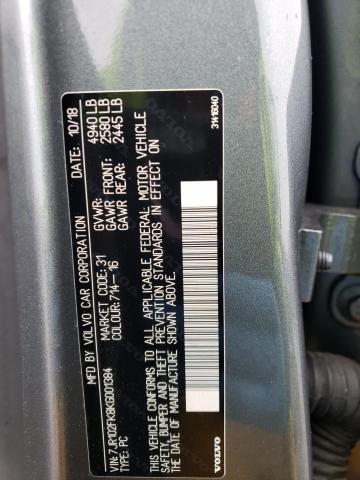 MFD BY VOLVO CAR CORPORATION DATE: 10/18
GVWR: 4940 LB
MARKET CODE: 31 GAWR FRONT: 2580 LB
COLOUR: 714— 16 GAWR REAR: 2445 LB
VIN: 7JR102FK8KG001384
TYPE: PC
THIS VEHICLE CONFORMS TO ALL APPLICABLE FEDERAL MOTOR VEHICLE
SAFETY, BUMPER AND THEFT PREVENTION STANDARDS IN EFFECT ON
THE DATE OF MANUFACTURE SHOWN ABOVE.
VOLVO 31416040